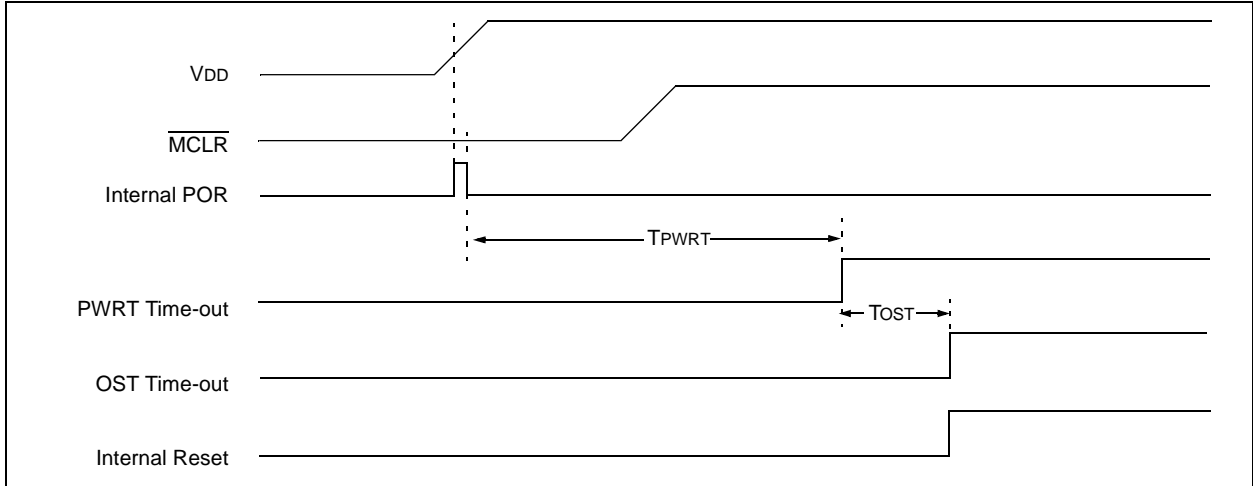 VDD
MCLR
Internal POR
TPWRT
PWRT Time-out
TOST
OST Time-out
Internal Reset